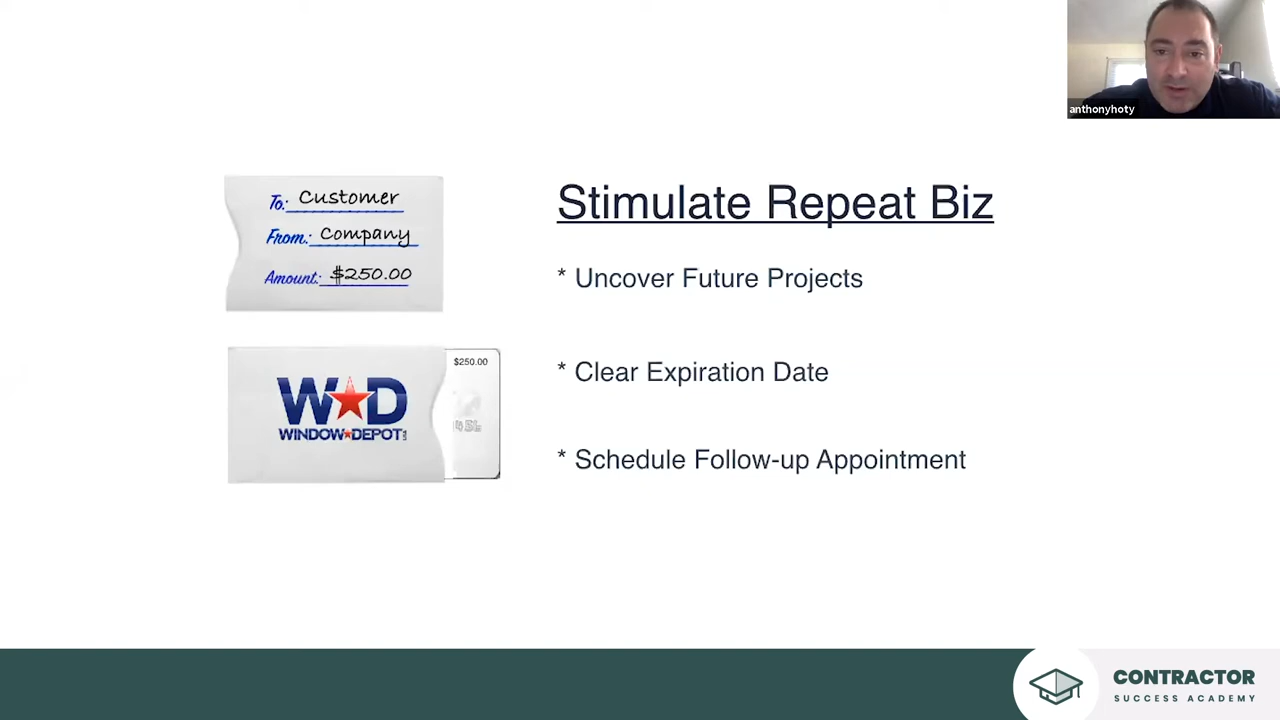 anthonyhoty
To: Customer
From: Company
Amount: $250.00
Stimulate Repeat Biz
* Uncover Future Projects
$250.00
W D
WINDOW DEPOT
* Clear Expiration Date
* Schedule Follow-up Appointment
CONTRACTOR
SUCCESS ACADEMY